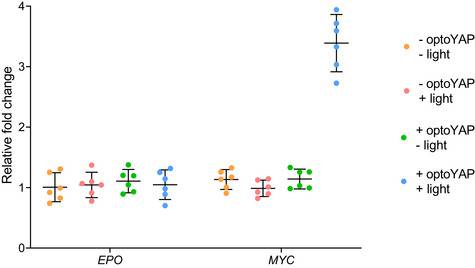 Relative fold change
4
3
2
1
0
EPO
MYC
- optoYAP
- light
- optoYAP
+ light
+ optoYAP
- light
+ optoYAP
+ light